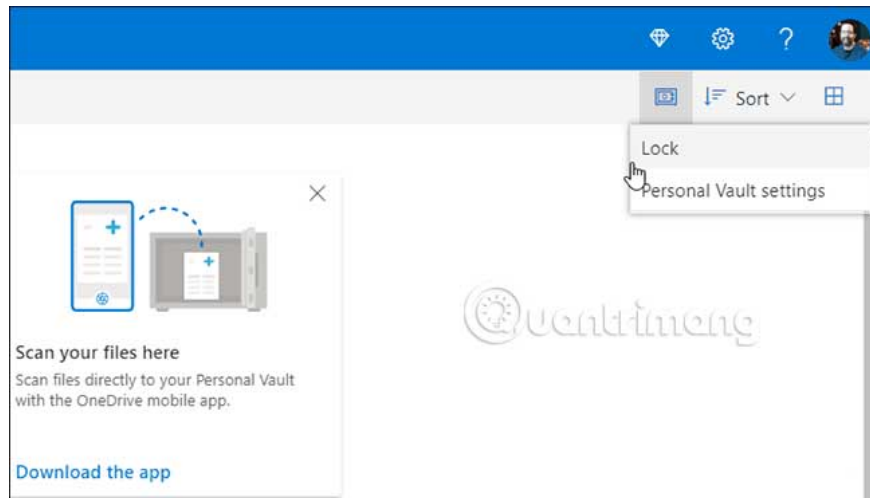 ?
Sort
Lock
Personal Vault settings
Quantrimang
Scan your files here
Scan files directly to your Personal Vault
with the OneDrive mobile app.
Download the app